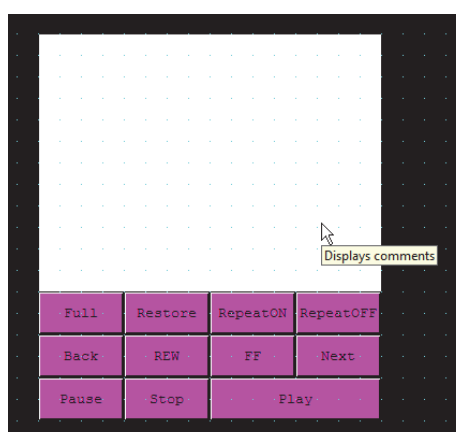 Displays comments
Full Restore RepeatON RepeatOFF
Back REW FF Next
Pause Stop Play